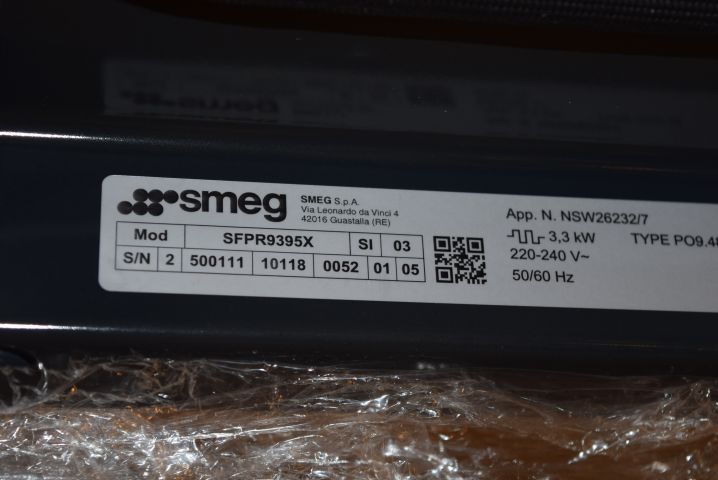 smeg
SMEG S.p.A.
Via Leonardo da Vinci 4
42016 Guastalla (RE)
Mod SFPR9395X SI 03
S/N 2 500111 10118 0052 01 05
App. N. NSW26232/7
3,3 kW TYPE PO9.48
220-240 V~
50/60 Hz